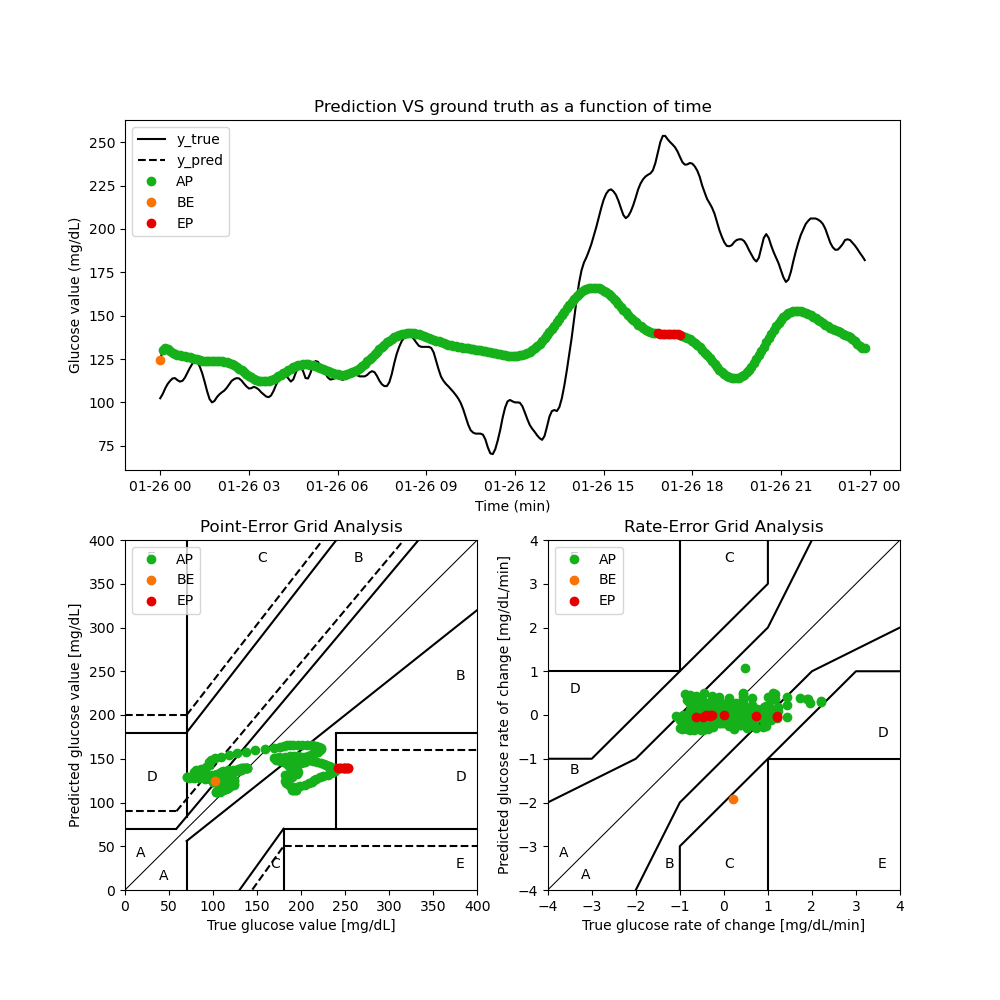 Prediction VS ground truth as a function of time
y_true
y_pred
AP
BE
EP
250
225
200
175
150
125
100
75
Glucose value (mg/dL)
01-26 00 01-26 03 01-26 06 01-26 09 01-26 12 01-26 15 01-26 18 01-26 21 01-27 00
Time (min)
Point-Error Grid Analysis
AP
BE
EP
C
B
B
D
D
A
A
C
E
400
350
300
250
200
150
100
50
0
Predicted glucose value [mg/dL]
0 50 100 150 200 250 300 350 400
True glucose value [mg/dL]
Rate-Error Grid Analysis
AP
BE
EP
C
D
D
B
A
A
B
C
E
4
3
2
1
0
−1
−2
−3
−4
Predicted glucose rate of change [mg/dL/min]
−4 −3 −2 −1 0 1 2 3 4
True glucose rate of change [mg/dL/min]